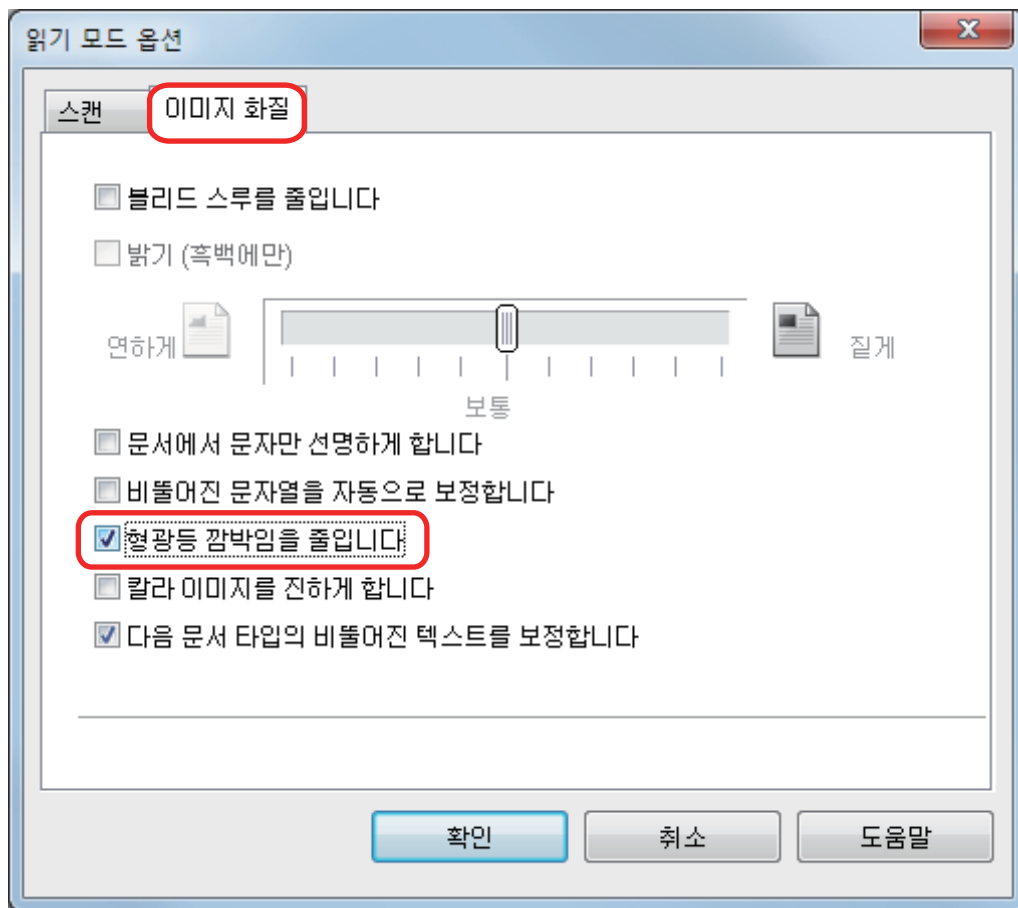 읽기 모드 옵션
스캔
이미지 화질
블리드 스루를 줄입니다
밝기 (흑백에만)
연하게
짙게
보통
문서에서 문자만 선명하게 합니다
비뚤어진 문자열을 자동으로 보정합니다
형광등 깜박임을 줄입니다
칼라 이미지를 진하게 합니다
다음 문서 타입의 비뚤어진 텍스트를 보정합니다
확인
취소
도움말